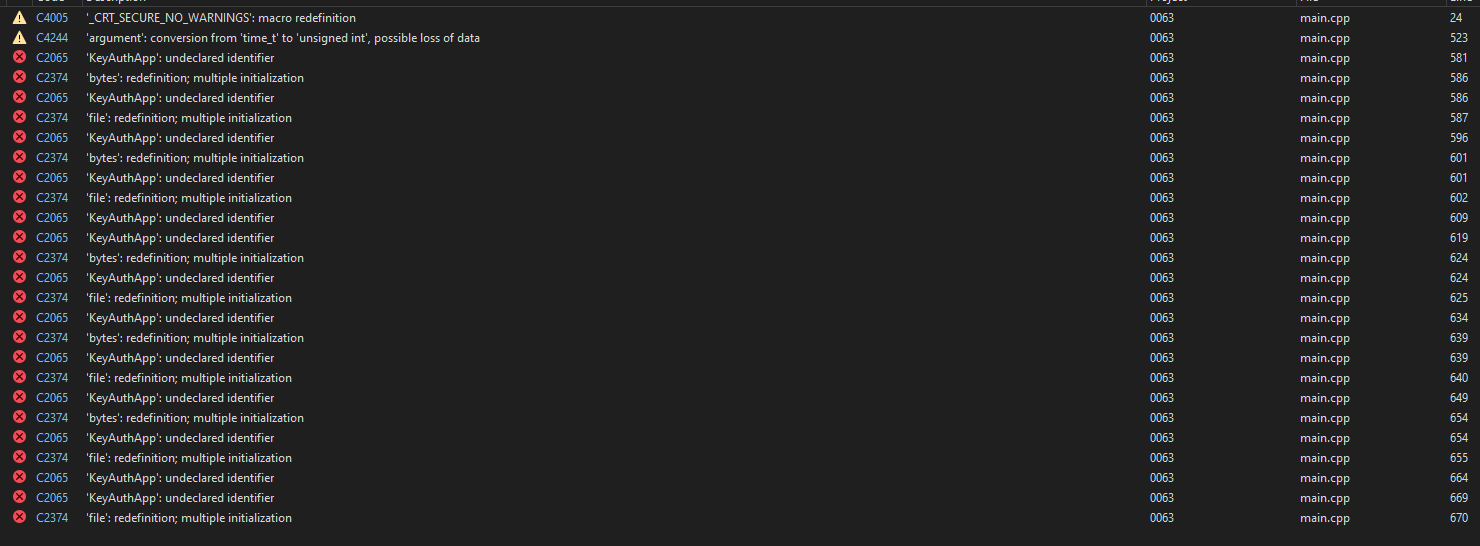 C4005 '_CRT_SECURE_NO_WARNINGS': macro redefinition 0063 main.cpp 24
C4244 'argument': conversion from 'time_t' to 'unsigned int', possible loss of data 0063 main.cpp 523
C2065 'KeyAuthApp': undeclared identifier 0063 main.cpp 581
C2374 'bytes': redefinition; multiple initialization 0063 main.cpp 586
C2065 'KeyAuthApp': undeclared identifier 0063 main.cpp 586
C2374 'file': redefinition; multiple initialization 0063 main.cpp 587
C2065 'KeyAuthApp': undeclared identifier 0063 main.cpp 596
C2374 'bytes': redefinition; multiple initialization 0063 main.cpp 601
C2065 'KeyAuthApp': undeclared identifier 0063 main.cpp 601
C2374 'file': redefinition; multiple initialization 0063 main.cpp 602
C2065 'KeyAuthApp': undeclared identifier 0063 main.cpp 609
C2065 'KeyAuthApp': undeclared identifier 0063 main.cpp 619
C2374 'bytes': redefinition; multiple initialization 0063 main.cpp 624
C2065 'KeyAuthApp': undeclared identifier 0063 main.cpp 624
C2374 'file': redefinition; multiple initialization 0063 main.cpp 625
C2065 'KeyAuthApp': undeclared identifier 0063 main.cpp 634
C2374 'bytes': redefinition; multiple initialization 0063 main.cpp 639
C2065 'KeyAuthApp': undeclared identifier 0063 main.cpp 639
C2374 'file': redefinition; multiple initialization 0063 main.cpp 640
C2065 'KeyAuthApp': undeclared identifier 0063 main.cpp 649
C2374 'bytes': redefinition; multiple initialization 0063 main.cpp 654
C2065 'KeyAuthApp': undeclared identifier 0063 main.cpp 654
C2374 'file': redefinition; multiple initialization 0063 main.cpp 655
C2065 'KeyAuthApp': undeclared identifier 0063 main.cpp 664
C2065 'KeyAuthApp': undeclared identifier 0063 main.cpp 669
C2374 'file': redefinition; multiple initialization 0063 main.cpp 670